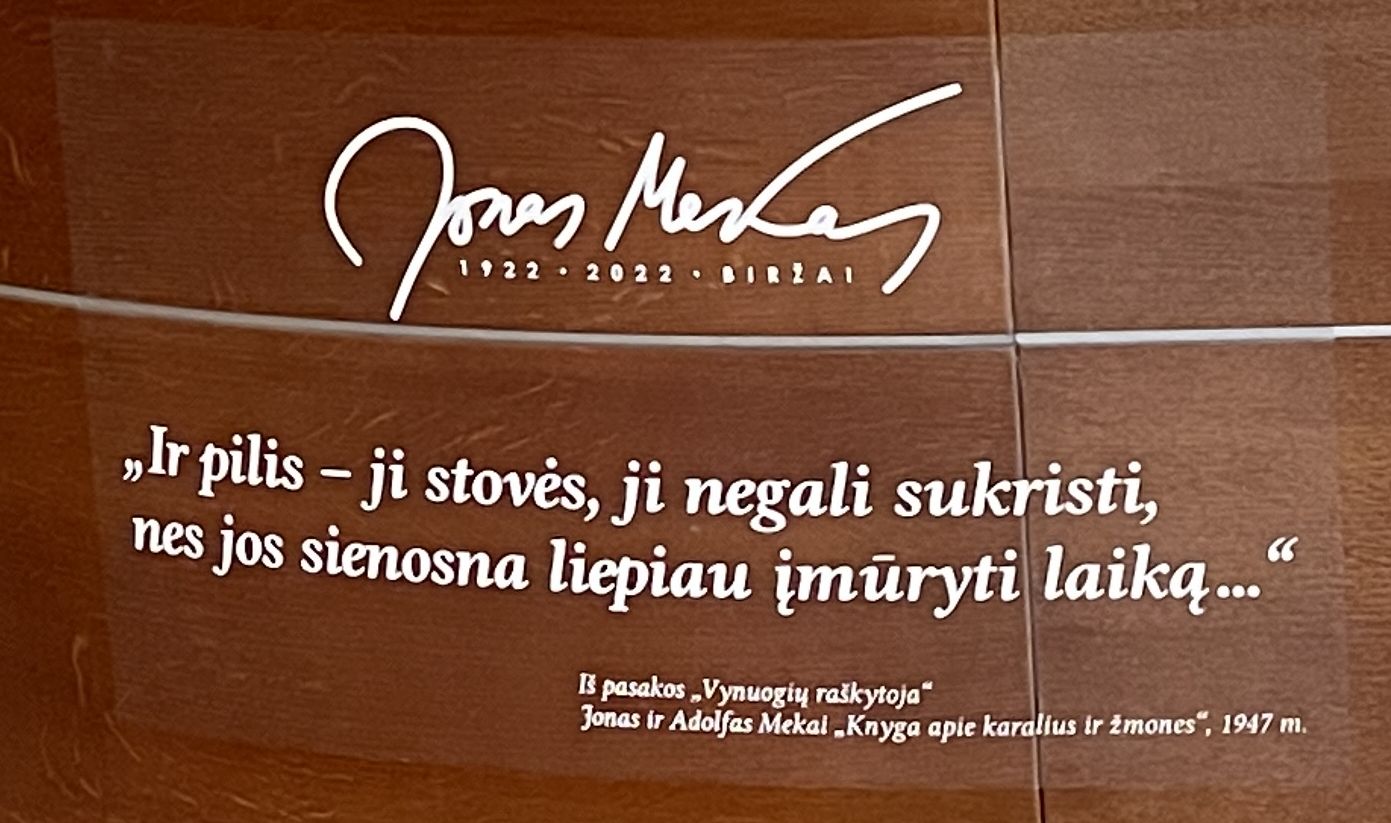 Jonas Mekas
1922 • 2022 • BIRŽAI
„Ir pilis – ji stovės, ji negali sukristi,
nes jos sienosna liepiau įmūryti laiką...“
Iš pasakos „Vynuogių raškytoja“
Jonas ir Adolfas Mekai „Knyga apie karalius ir žmones“, 1947 m.